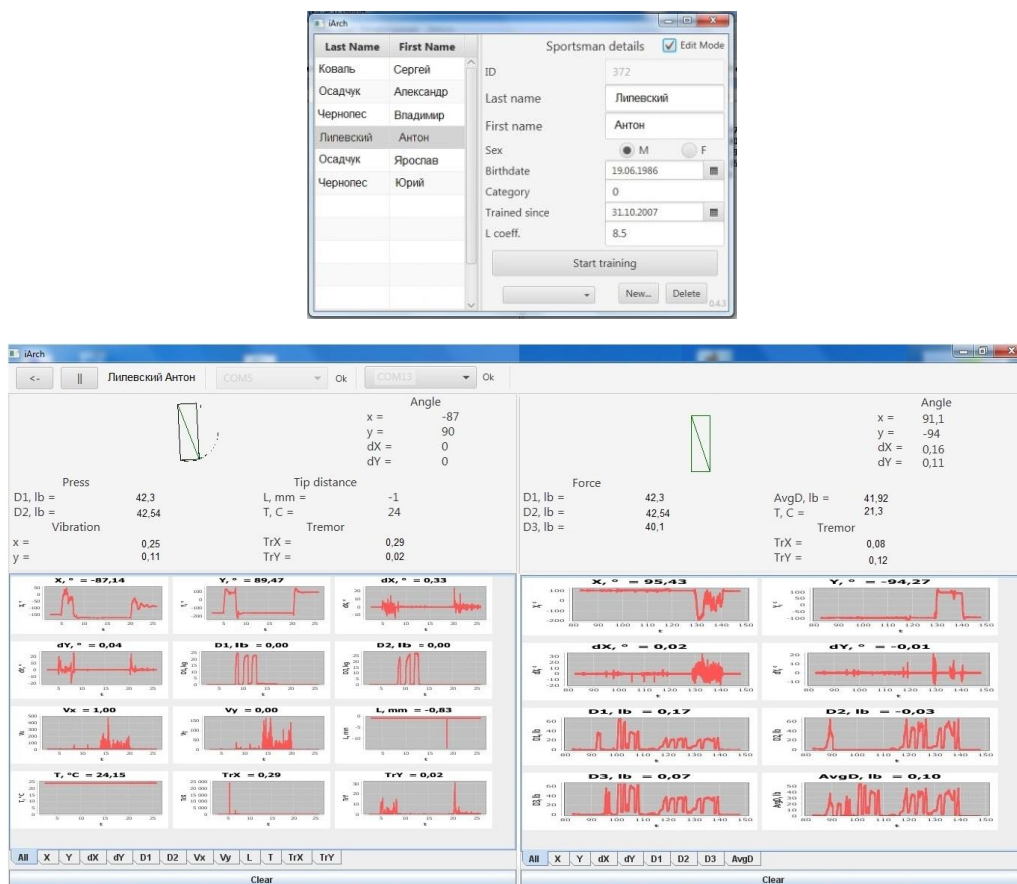 iArch
Last Name First Name
Коваль Сергей
Осадчук Александр
Чернопес Владимир
Липевский Антон
Осадчук Ярослав
Чернопес Юрий
Sportsman details Edit Mode
ID 372
Last name Липевский
First name Антон
Sex M F
Birthdate 19.06.1986
Category 0
Trained since 31.10.2007
L coeff. 8.5
Start training
New... Delete
0.4.3
iArch
<- || Липевский Антон COM5 Ok COM13 Ok
Angle
x = -87
y = 90
dX = 0
dY = 0
Press Tip distance
D1, lb = 42,3 L, mm = -1
D2, lb = 42,54 T, C = 24
Vibration Tremor
x = 0,25 TrX = 0,29
y = 0,11 TrY = 0,02
X, ° = -87,14 Y, ° = 89,47 dX, ° = 0,33
dY, ° = 0,04 D1, lb = 0,00 D2, lb = 0,00
Vx = 1,00 Vy = 0,00 L, mm = -0,83
T, °C = 24,15 TrX = 0,29 TrY = 0,02
All X Y dX dY D1 D2 Vx Vy L T TrX TrY
Clear
Angle
x = 91,1
y = -94
dX = 0,16
dY = 0,11
Force
D1, lb = 42,3 AvgD, lb = 41,92
D2, lb = 42,54 T, C = 21,3
D3, lb = 40,1 Tremor
TrX = 0,08
TrY = 0,12
X, ° = 95,43 Y, ° = -94,27
dX, ° = 0,02 dY, ° = -0,01
D1, lb = 0,17 D2, lb = -0,03
D3, lb = 0,07 AvgD, lb = 0,10
All X Y dX dY D1 D2 D3 AvgD
Clear